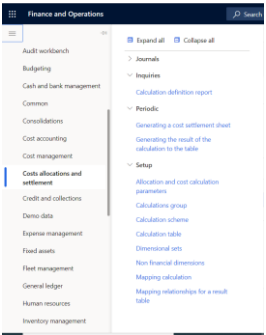 Finance and Operations
Search
Expand all
Collapse all
Audit workbench
Budgeting
Cash and bank management
Common
Consolidations
Cost accounting
Cost management
Costs allocations and
settlement
Credit and collections
Demo data
Expense management
Fixed assets
Fleet management
General ledger
Human resources
Inventory management
Journals
Inquiries
Calculation definition report
Periodic
Generating a cost settlement sheet
Generating the result of the
calculation to the table
Setup
Allocation and cost calculation
parameters
Calculations group
Calculation scheme
Calculation table
Dimensional sets
Non financial dimensions
Mapping calculation
Mapping relationships for a result
table